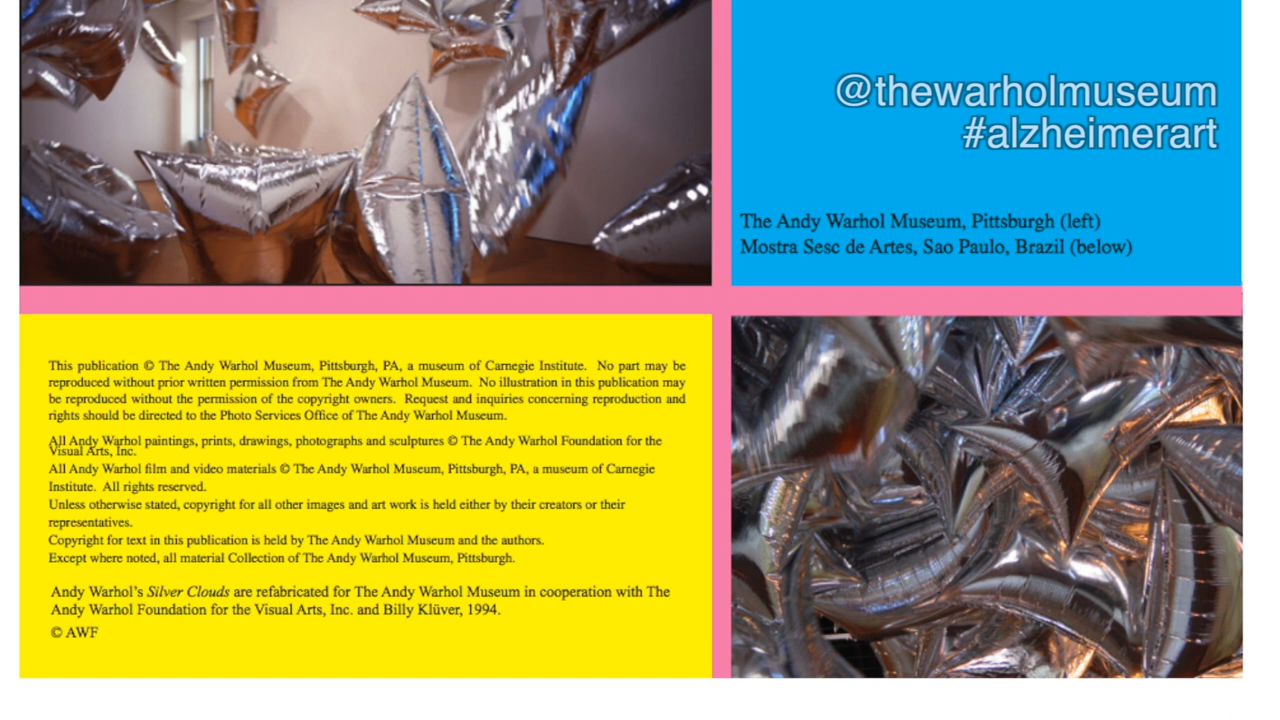 @thewarholmuseum
#alzheimerart
The Andy Warhol Museum, Pittsburgh (left)
Mostra Sesc de Artes, Sao Paulo, Brazil (below)
This publication © The Andy Warhol Museum, Pittsburgh, PA, a museum of Carnegie Institute. No part may be
reproduced without prior written permission from The Andy Warhol Museum. No illustration in this publication may
be reproduced without the permission of the copyright owners. Request and inquiries concerning reproduction and
rights should be directed to the Photo Services Office of The Andy Warhol Museum.
All Andy Warhol paintings, prints, drawings, photographs and sculptures © The Andy Warhol Foundation for the
Visual Arts, Inc.
All Andy Warhol film and video materials © The Andy Warhol Museum, Pittsburgh, PA, a museum of Carnegie
Institute. All rights reserved.
Unless otherwise stated, copyright for all other images and art work is held either by their creators or their
representatives.
Copyright for text in this publication is held by The Andy Warhol Museum and the authors.
Except where noted, all material Collection of The Andy Warhol Museum, Pittsburgh.
Andy Warhol's Silver Clouds are refabricated for The Andy Warhol Museum in cooperation with The
Andy Warhol Foundation for the Visual Arts, Inc. and Billy Klüver, 1994.
© AWF